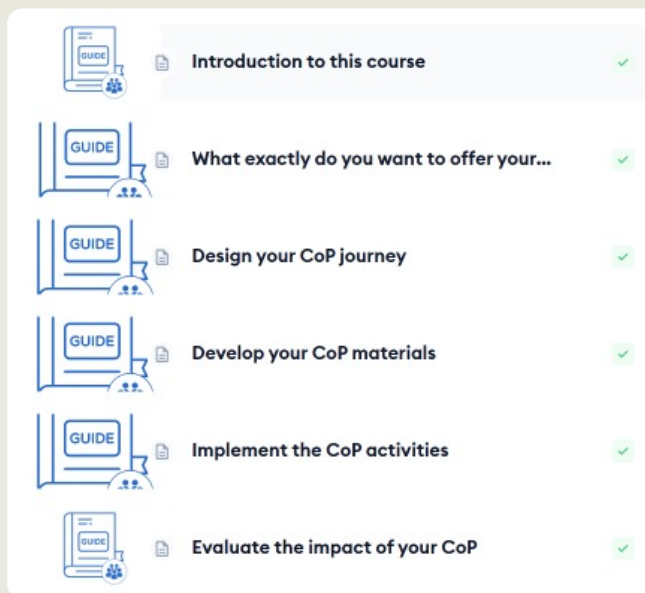 GUIDE
Introduction to this course
GUIDE
What exactly do you want to offer your...
GUIDE
Design your CoP journey
GUIDE
Develop your CoP materials
GUIDE
Implement the CoP activities
GUIDE
Evaluate the impact of your CoP